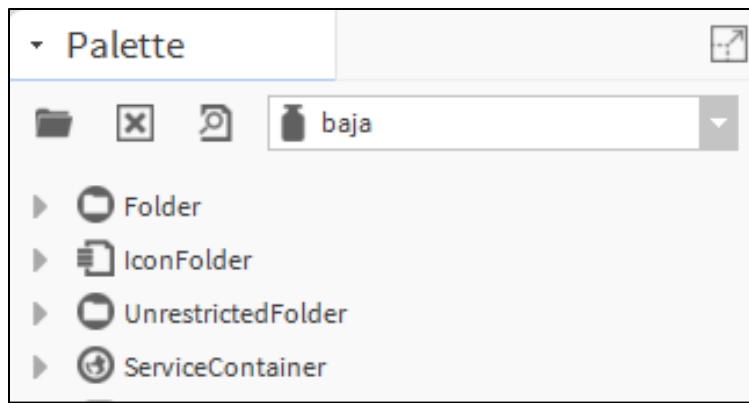 Palette
baja
Folder
IconFolder
UnrestrictedFolder
ServiceContainer